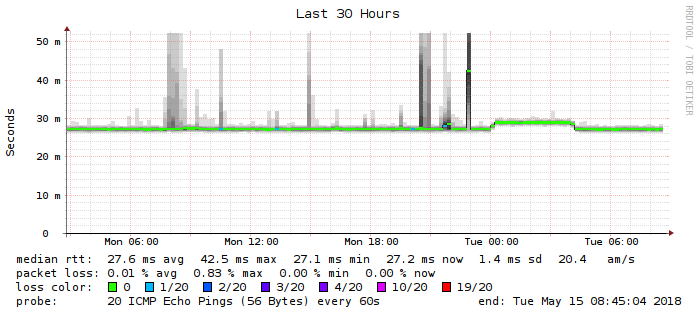 Last 30 Hours
RRDTOOL / TOBI OETIKER
Seconds
50 m
40 m
30 m
20 m
10 m
0
Mon 06:00 Mon 12:00 Mon 18:00 Tue 00:00 Tue 06:00
median rtt: 27.6 ms avg 42.5 ms max 27.1 ms min 27.2 ms now 1.4 ms sd 20.4 am/s
packet loss: 0.01 % avg 0.83 % max 0.00 % min 0.00 % now
loss color: 0 1/20 2/20 3/20 4/20 10/20 19/20
probe: 20 ICMP Echo Pings (56 Bytes) every 60s end: Tue May 15 08:45:04 2018